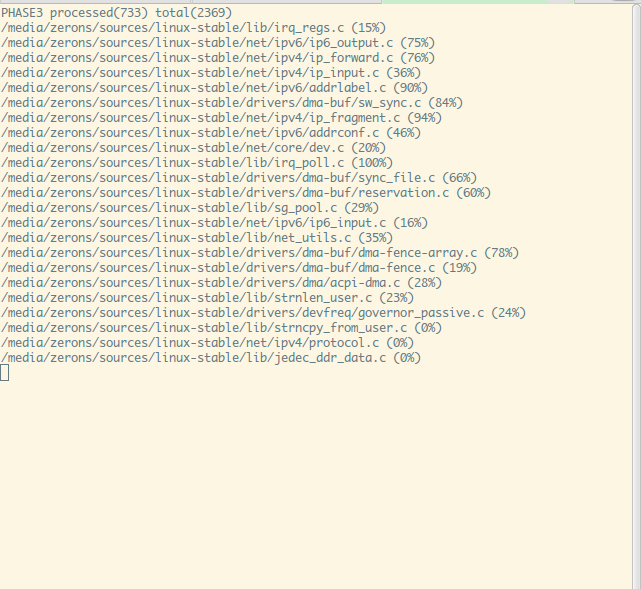 PHASE3 processed(733) total(2369)
/media/zerons/sources/linux-stable/lib/irq_regs.c (15%)
/media/zerons/sources/linux-stable/net/ipv6/ip6_output.c (75%)
/media/zerons/sources/linux-stable/net/ipv4/ip_forward.c (76%)
/media/zerons/sources/linux-stable/net/ipv4/ip_input.c (36%)
/media/zerons/sources/linux-stable/net/ipv6/addrlabel.c (90%)
/media/zerons/sources/linux-stable/drivers/dma-buf/sw_sync.c (84%)
/media/zerons/sources/linux-stable/net/ipv4/ip_fragment.c (94%)
/media/zerons/sources/linux-stable/net/ipv6/addrconf.c (46%)
/media/zerons/sources/linux-stable/net/core/dev.c (20%)
/media/zerons/sources/linux-stable/lib/irq_poll.c (100%)
/media/zerons/sources/linux-stable/drivers/dma-buf/sync_file.c (66%)
/media/zerons/sources/linux-stable/drivers/dma-buf/reservation.c (60%)
/media/zerons/sources/linux-stable/lib/sg_pool.c (29%)
/media/zerons/sources/linux-stable/net/ipv6/ip6_input.c (16%)
/media/zerons/sources/linux-stable/lib/net_utils.c (35%)
/media/zerons/sources/linux-stable/drivers/dma-buf/dma-fence-array.c (78%)
/media/zerons/sources/linux-stable/drivers/dma-buf/dma-fence.c (19%)
/media/zerons/sources/linux-stable/drivers/dma/acpi-dma.c (28%)
/media/zerons/sources/linux-stable/lib/strnlen_user.c (23%)
/media/zerons/sources/linux-stable/drivers/devfreq/governor_passive.c (24%)
/media/zerons/sources/linux-stable/lib/strncpy_from_user.c (0%)
/media/zerons/sources/linux-stable/net/ipv4/protocol.c (0%)
/media/zerons/sources/linux-stable/lib/jedec_ddr_data.c (0%)